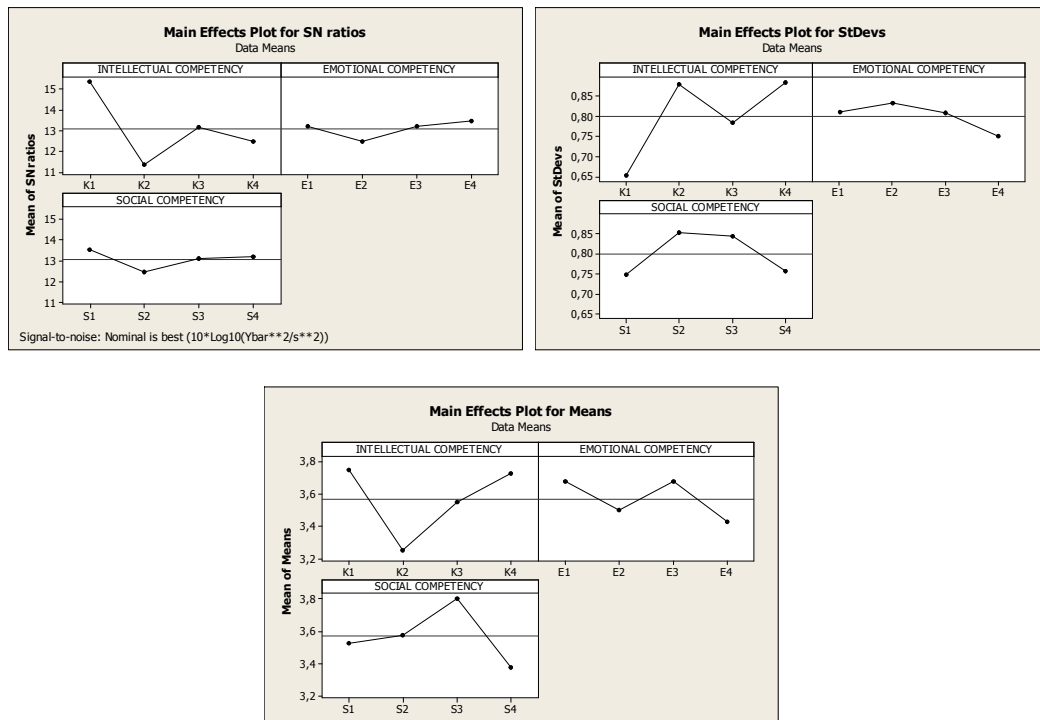 Main Effects Plot for SN ratios
Data Means
INTELLECTUAL COMPETENCY EMOTIONAL COMPETENCY
15
14
13
12
11
K1 K2 K3 K4 E1 E2 E3 E4
SOCIAL COMPETENCY
15
14
13
12
11
S1 S2 S3 S4
Mean of SN ratios
Signal-to-noise: Nominal is best (10*Log10(Ybar**2/s**2))
Main Effects Plot for StDevs
Data Means
INTELLECTUAL COMPETENCY EMOTIONAL COMPETENCY
0,85
0,80
0,75
0,70
0,65
K1 K2 K3 K4 E1 E2 E3 E4
SOCIAL COMPETENCY
0,85
0,80
0,75
0,70
0,65
S1 S2 S3 S4
Mean of StDevs
Main Effects Plot for Means
Data Means
INTELLECTUAL COMPETENCY EMOTIONAL COMPETENCY
3,8
3,6
3,4
3,2
K1 K2 K3 K4 E1 E2 E3 E4
SOCIAL COMPETENCY
3,8
3,6
3,4
3,2
S1 S2 S3 S4
Mean of Means